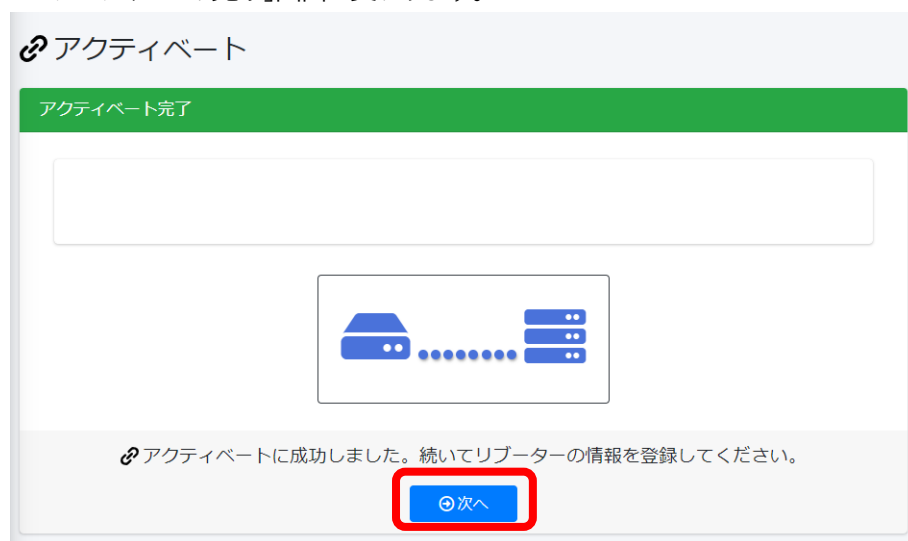 アクティベート
アクティベート完了
アクティベートに成功しました。続いてリブーターの情報を登録してください。
次へ